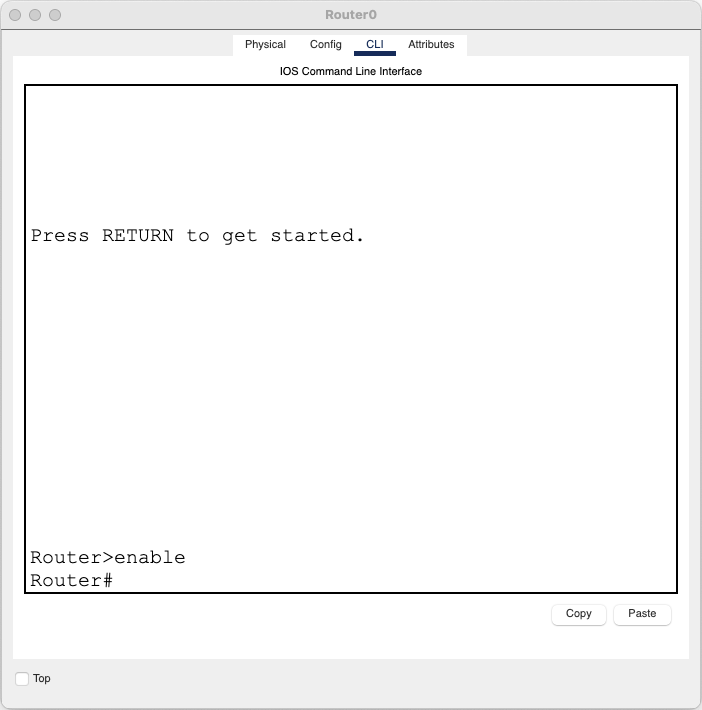 Router0
Physical Config CLI Attributes
IOS Command Line Interface
Press RETURN to get started.
Router>enable
Router#
Copy Paste
Top